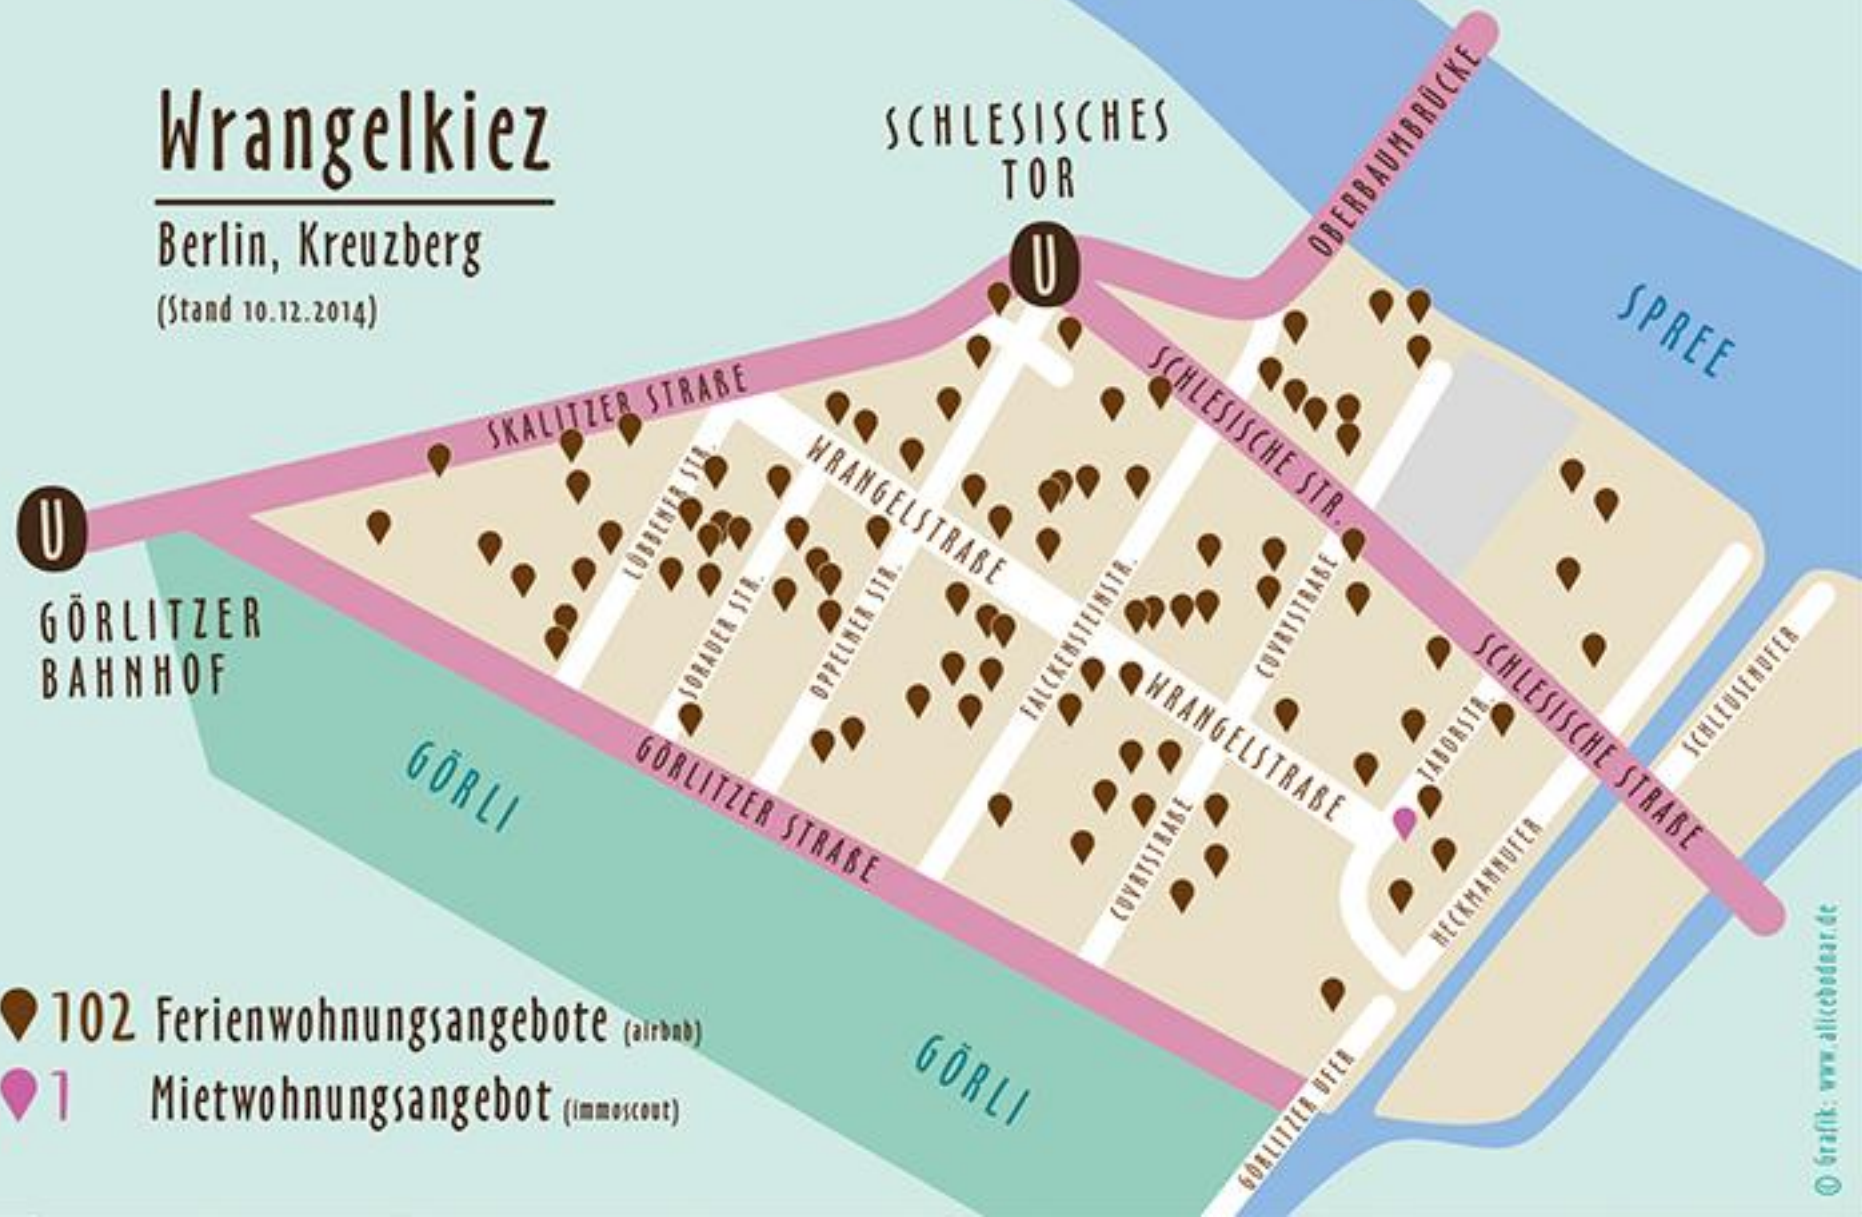 Wrangelkiez
Berlin, Kreuzberg
(Stand 10.12.2014)
SCHLESISCHES
TOR
U
OBERBAUMBRÜCKE
SPREE
SKALITZER STRAßE
SCHLESISCHE STR.
U
GÖRLITZER
BAHNHOF
LÜBBENER STR.
WRANGELSTRAßE
SORAUER STR.
OPPELNER STR.
FALCKENSTEINSTR.
CUVRYSTRAßE
SCHLESISCHE STRAßE
SCHLEUSENUFER
WRANGELSTRAßE
TABORSTR.
GÖRLI
GÖRLITZER STRAßE
CUVRYSTRAßE
HECKMANNUFER
GÖRLI
GÖRLITZER UFER
102 Ferienwohnungsangebote (airbnb)
1 Mietwohnungsangebot (immoscout)
© Grafik: www.alicebodnar.de